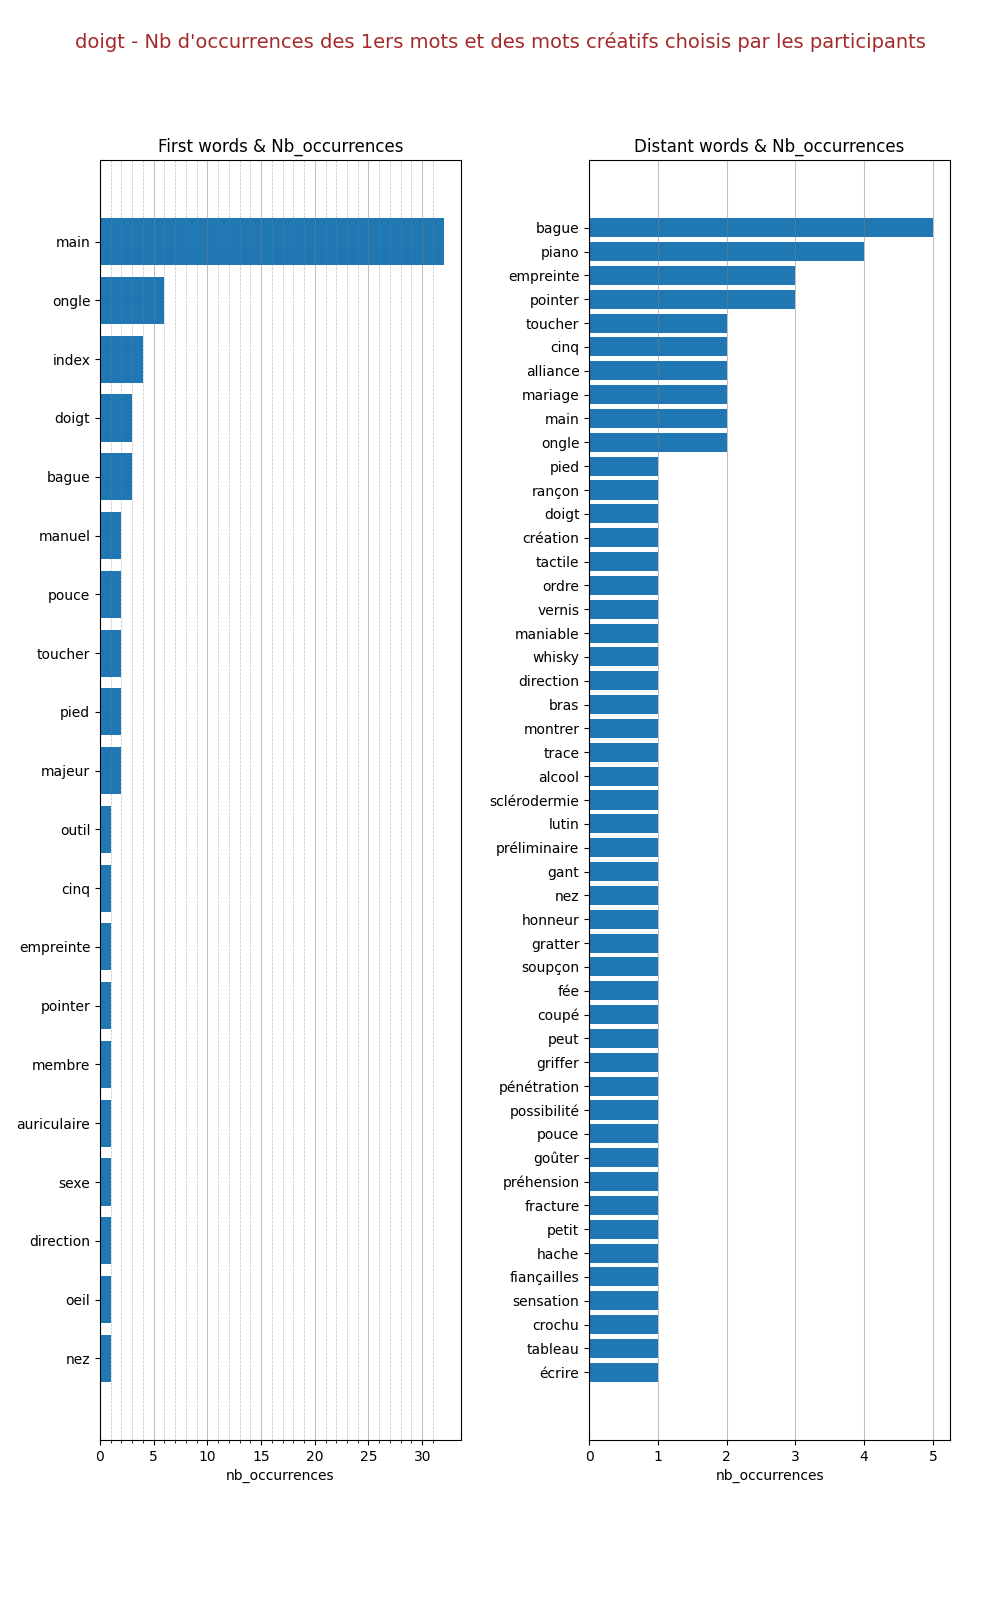 doigt - Nb d'occurrences des 1ers mots et des mots créatifs choisis par les participants
First words & Nb_occurrences
main
ongle
index
doigt
bague
manuel
pouce
toucher
pied
majeur
outil
cinq
empreinte
pointer
membre
auriculaire
sexe
direction
oeil
nez
0 5 10 15 20 25 30
nb_occurrences
Distant words & Nb_occurrences
bague
piano
empreinte
pointer
toucher
cinq
alliance
mariage
main
ongle
pied
rançon
doigt
création
tactile
ordre
vernis
maniable
whisky
direction
bras
montrer
trace
alcool
sclérodermie
lutin
préliminaire
gant
nez
honneur
gratter
soupçon
fée
coupé
peut
griffer
pénétration
possibilité
pouce
goûter
préhension
fracture
petit
hache
fiançailles
sensation
crochu
tableau
écrire
0 1 2 3 4 5
nb_occurrences